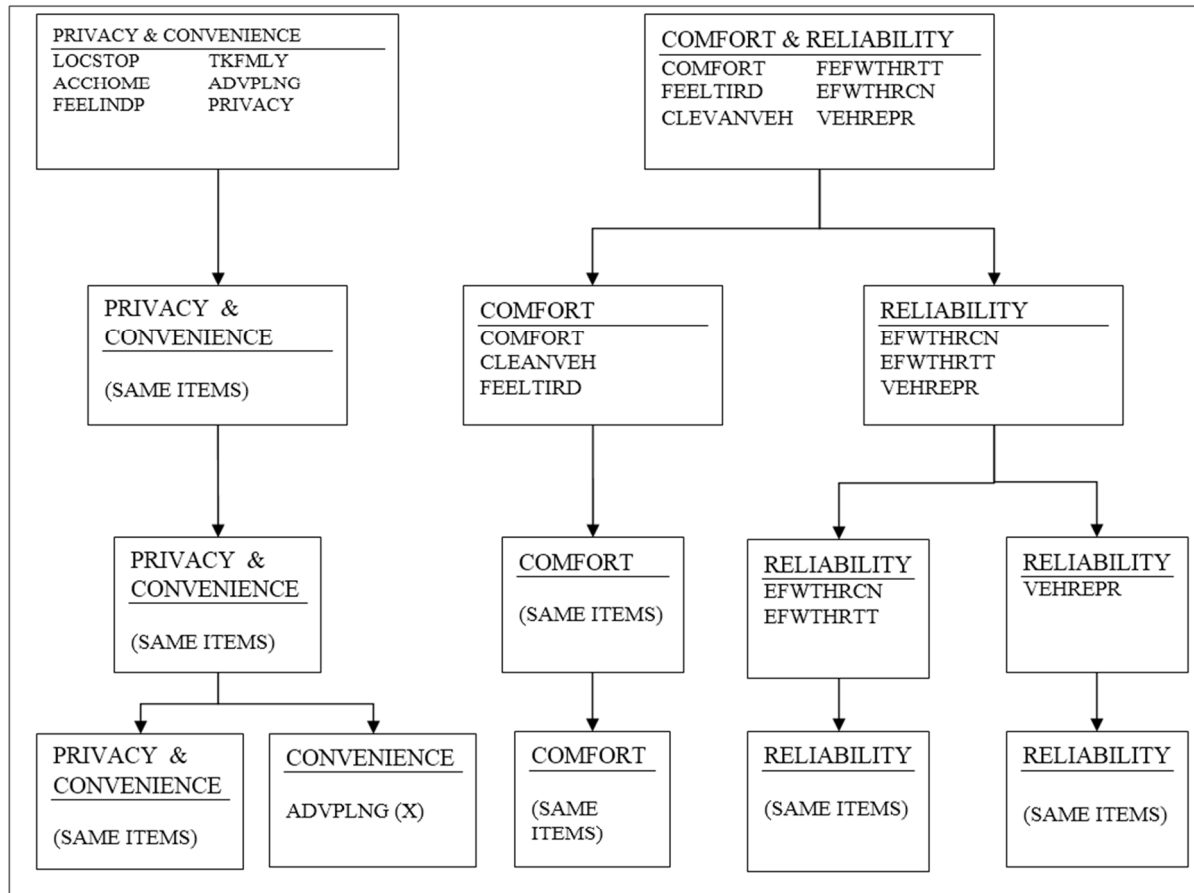 PRIVACY & CONVENIENCE
LOCSTOP TKFMLY
ACCHOME ADVPLNG
FEELINDP PRIVACY
COMFORT & RELIABILITY
COMFORT FEFWTHRTT
FEELTIRD EFWTHRCN
CLEVANVEH VEHREPR
PRIVACY &
CONVENIENCE
(SAME ITEMS)
COMFORT
COMFORT
CLEANVEH
FEELTIRD
RELIABILITY
EFWTHRCN
EFWTHRTT
VEHREPR
PRIVACY &
CONVENIENCE
(SAME ITEMS)
COMFORT
(SAME ITEMS)
RELIABILITY
EFWTHRCN
EFWTHRTT
RELIABILITY
VEHREPR
PRIVACY &
CONVENIENCE
(SAME ITEMS)
CONVENIENCE
ADVPLNG (X)
COMFORT
(SAME
ITEMS)
RELIABILITY
(SAME ITEMS)
RELIABILITY
(SAME ITEMS)